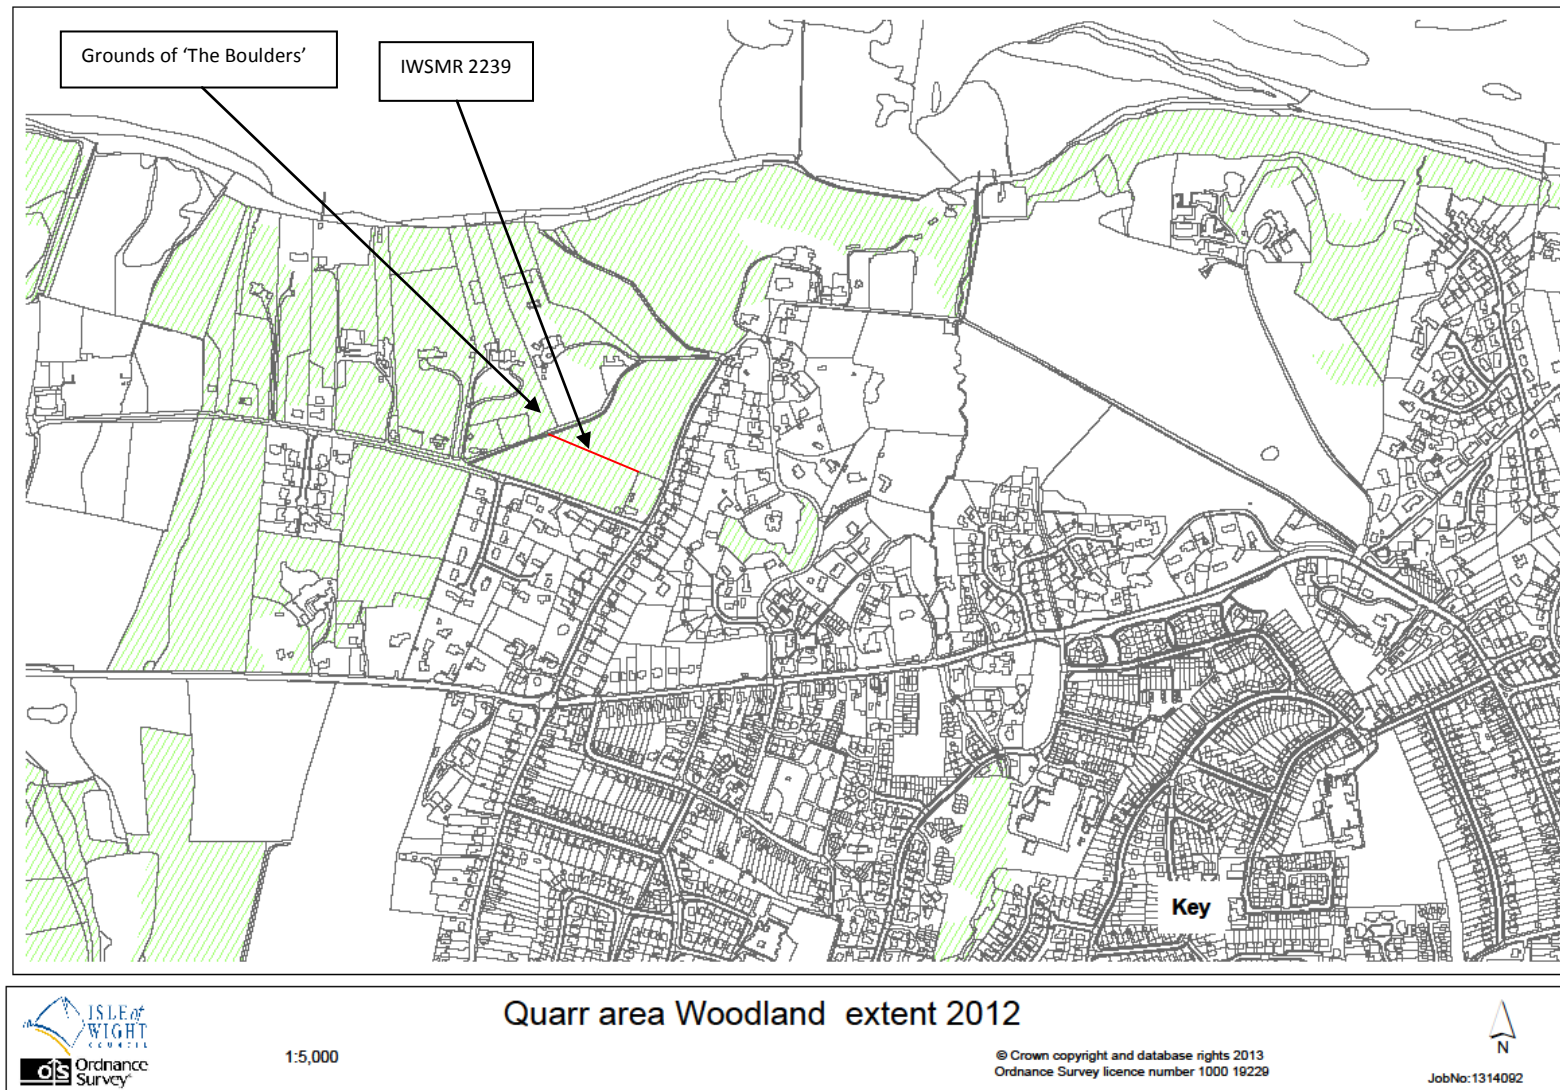 Grounds of ‘The Boulders’
IWSMR 2239
Key
ISLE of
WIGHT
COUNCIL
OS Ordnance
Survey
Quarr area Woodland extent 2012
1:5,000
© Crown copyright and database rights 2013
Ordnance Survey licence number 1000 19229
N
JobNo:1314092